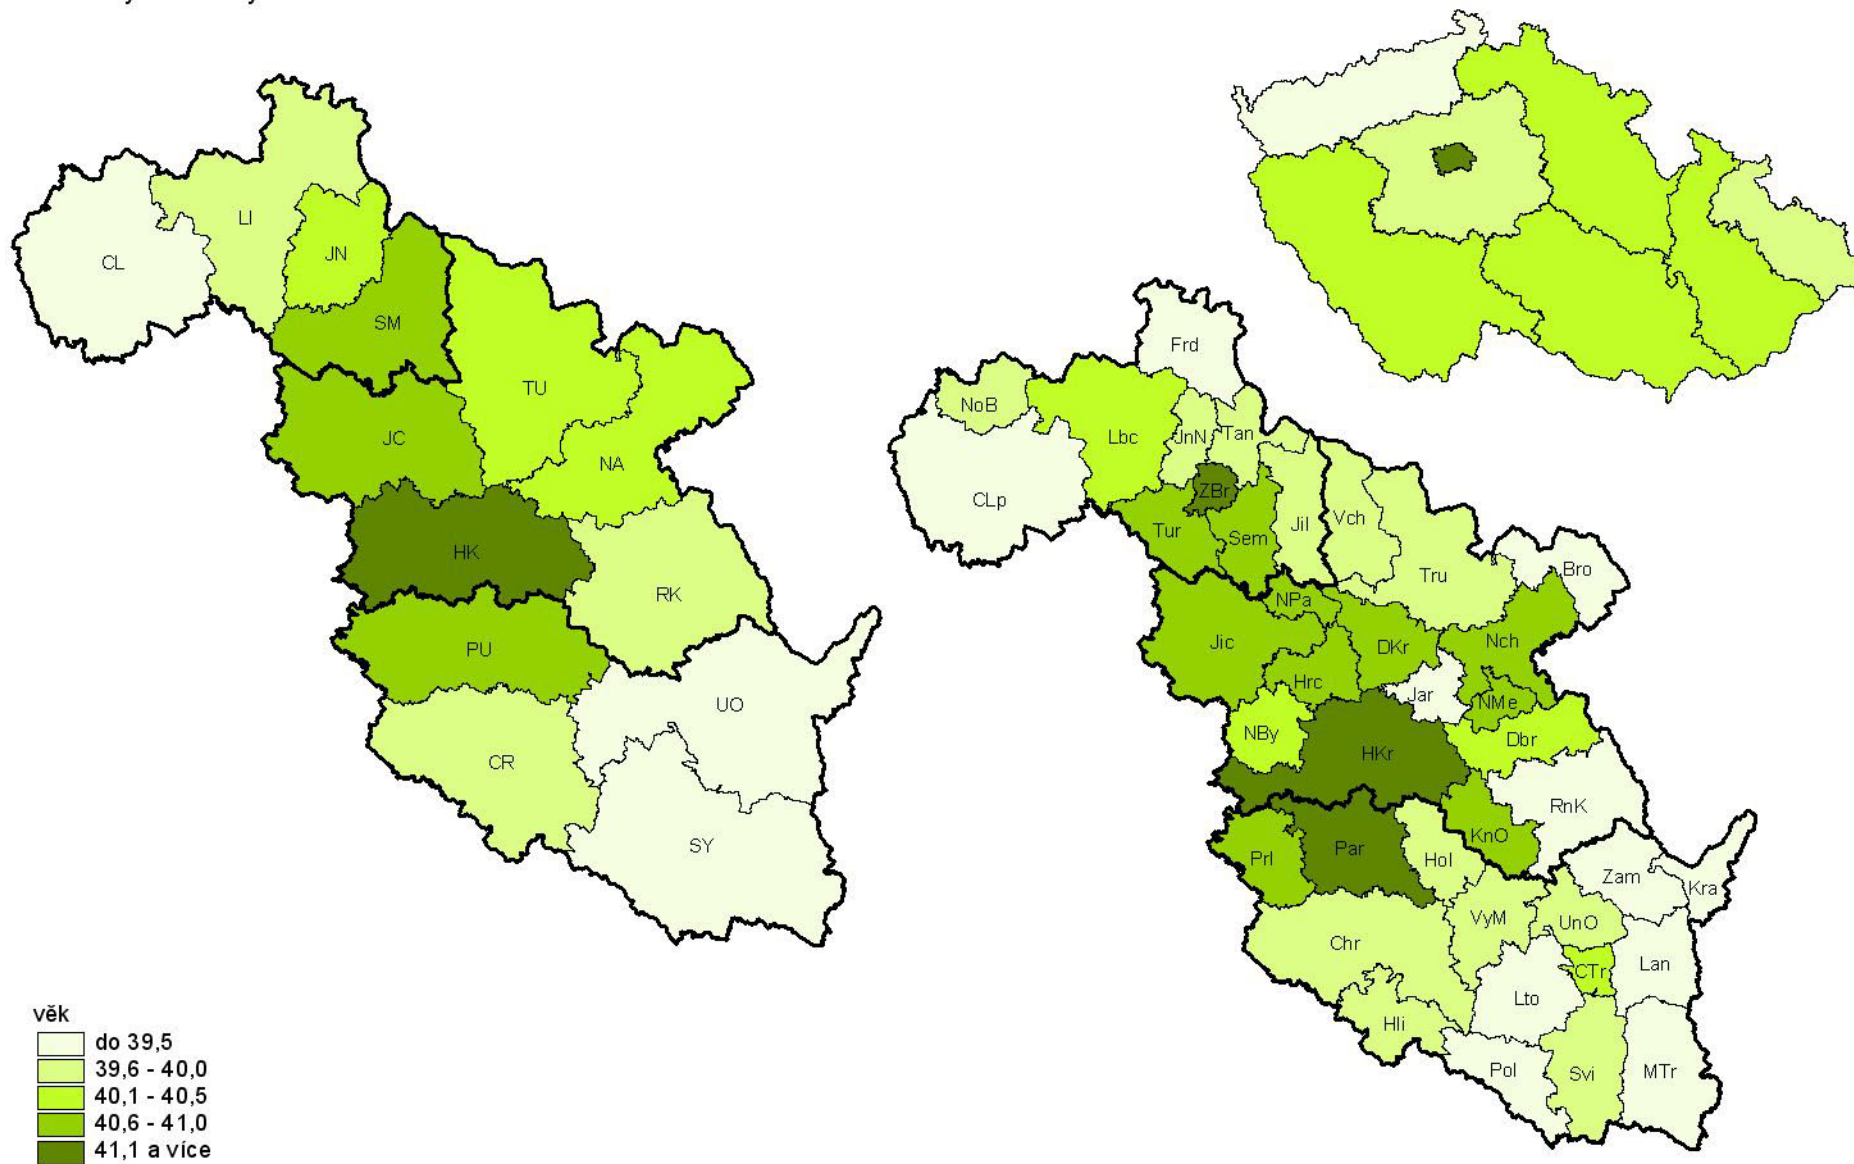 CL
LI
JN
SM
TU
JC
NA
HK
RK
PU
UO
CR
SY
Frd
NoB
Lbc
JnN
Tan
CLp
ZBr
Tur
Sem
Jil
Vch
Tru
Bro
NPa
Jic
DKr
Nch
Hrc
Jar
NMe
NBy
HKr
Dbr
RnK
KnO
Prl
Par
Hol
Zam
Kra
VyM
UnO
Chr
CTr
Lan
Lto
Hli
Pol
Svi
MTr
věk
do 39,5
39,6 - 40,0
40,1 - 40,5
40,6 - 41,0
41,1 a více